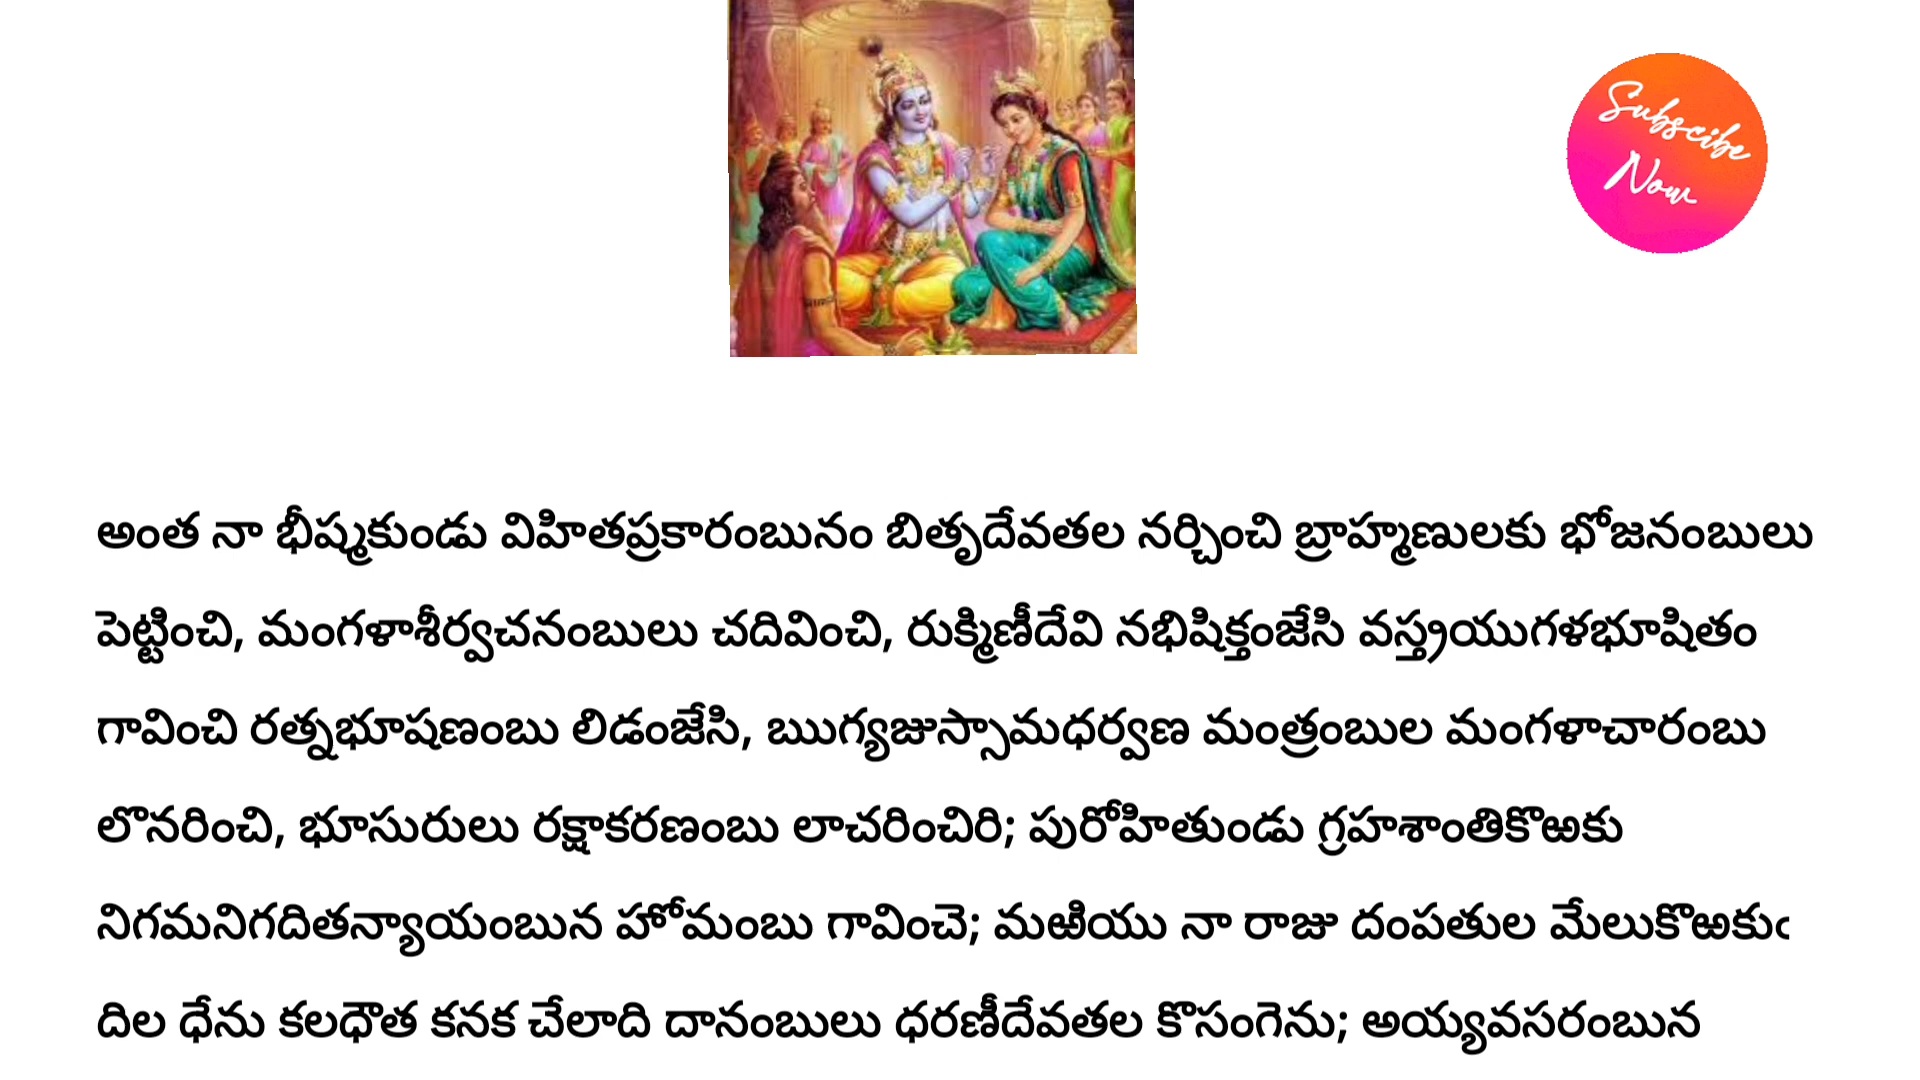 Subscibe
Now
అంత నా భీష్మకుండు విహితప్రకారంబునం బితృదేవతల నర్చించి బ్రాహ్మణులకు భోజనంబులు
పెట్టించి, మంగళాశీర్వచనంబులు చదివించి, రుక్మిణీదేవి నభిషిక్తంజేసి వస్త్రయుగళభూషితం
గావించి రత్నభూషణంబు లిడంజేసి, ఋగ్యజుస్సామధర్వణ మంత్రంబుల మంగళాచారంబు
లొనరించి, భూసురులు రక్షాకరణంబు లాచరించిరి; పురోహితుండు గ్రహశాంతికొఱకు
నిగమనిగదితన్యాయంబున హోమంబు గావించె; మఱియు నా రాజు దంపతుల మేలుకొఱకుఁ
దిల ధేను కలధౌత కనక చేలాది దానంబులు ధరణీదేవతల కొసంగెను; అయ్యవసరంబున